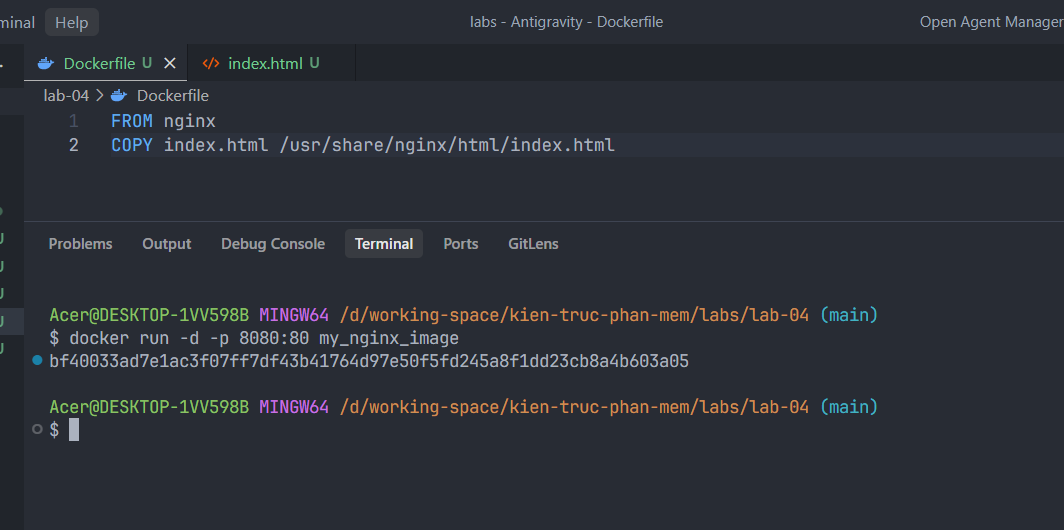 Help
labs - Antigravity - Dockerfile
Open Agent Manager
Dockerfile U
index.html U
lab-04 > Dockerfile
1 FROM nginx
2 COPY index.html /usr/share/nginx/html/index.html
Problems Output Debug Console Terminal Ports GitLens
Acer@DESKTOP-1VV598B MINGW64 /d/working-space/kien-truc-phan-mem/labs/lab-04 (main)
$ docker run -d -p 8080:80 my_nginx_image
bf40033ad7e1ac3f07ff7df43b41764d97e50f5fd245a8f1dd23cb8a4b603a05
Acer@DESKTOP-1VV598B MINGW64 /d/working-space/kien-truc-phan-mem/labs/lab-04 (main)
$